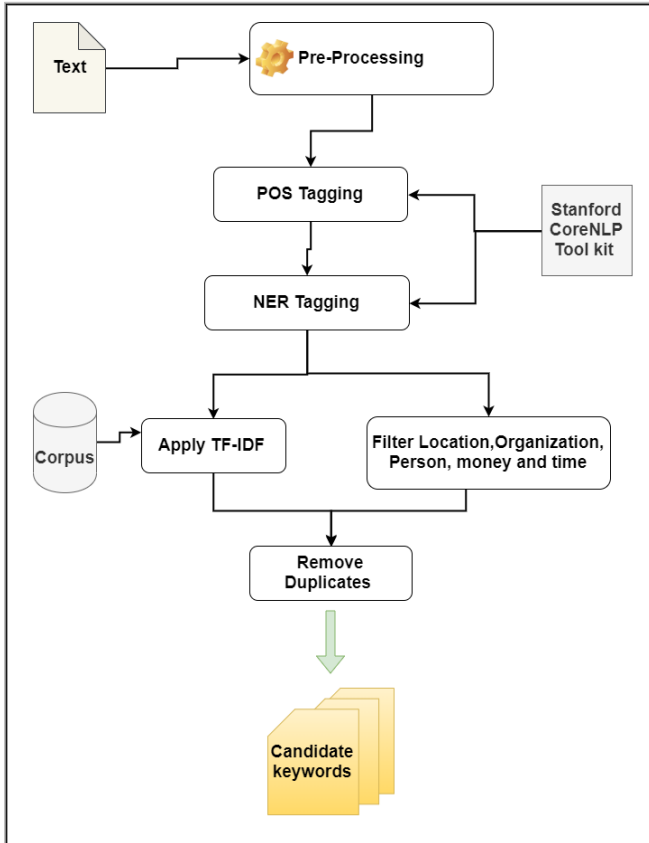 Text
Pre-Processing
POS Tagging
Stanford
CoreNLP
Tool kit
NER Tagging
Corpus
Apply TF-IDF
Filter Location,Organization,
Person, money and time
Remove
Duplicates
Candidate
keywords